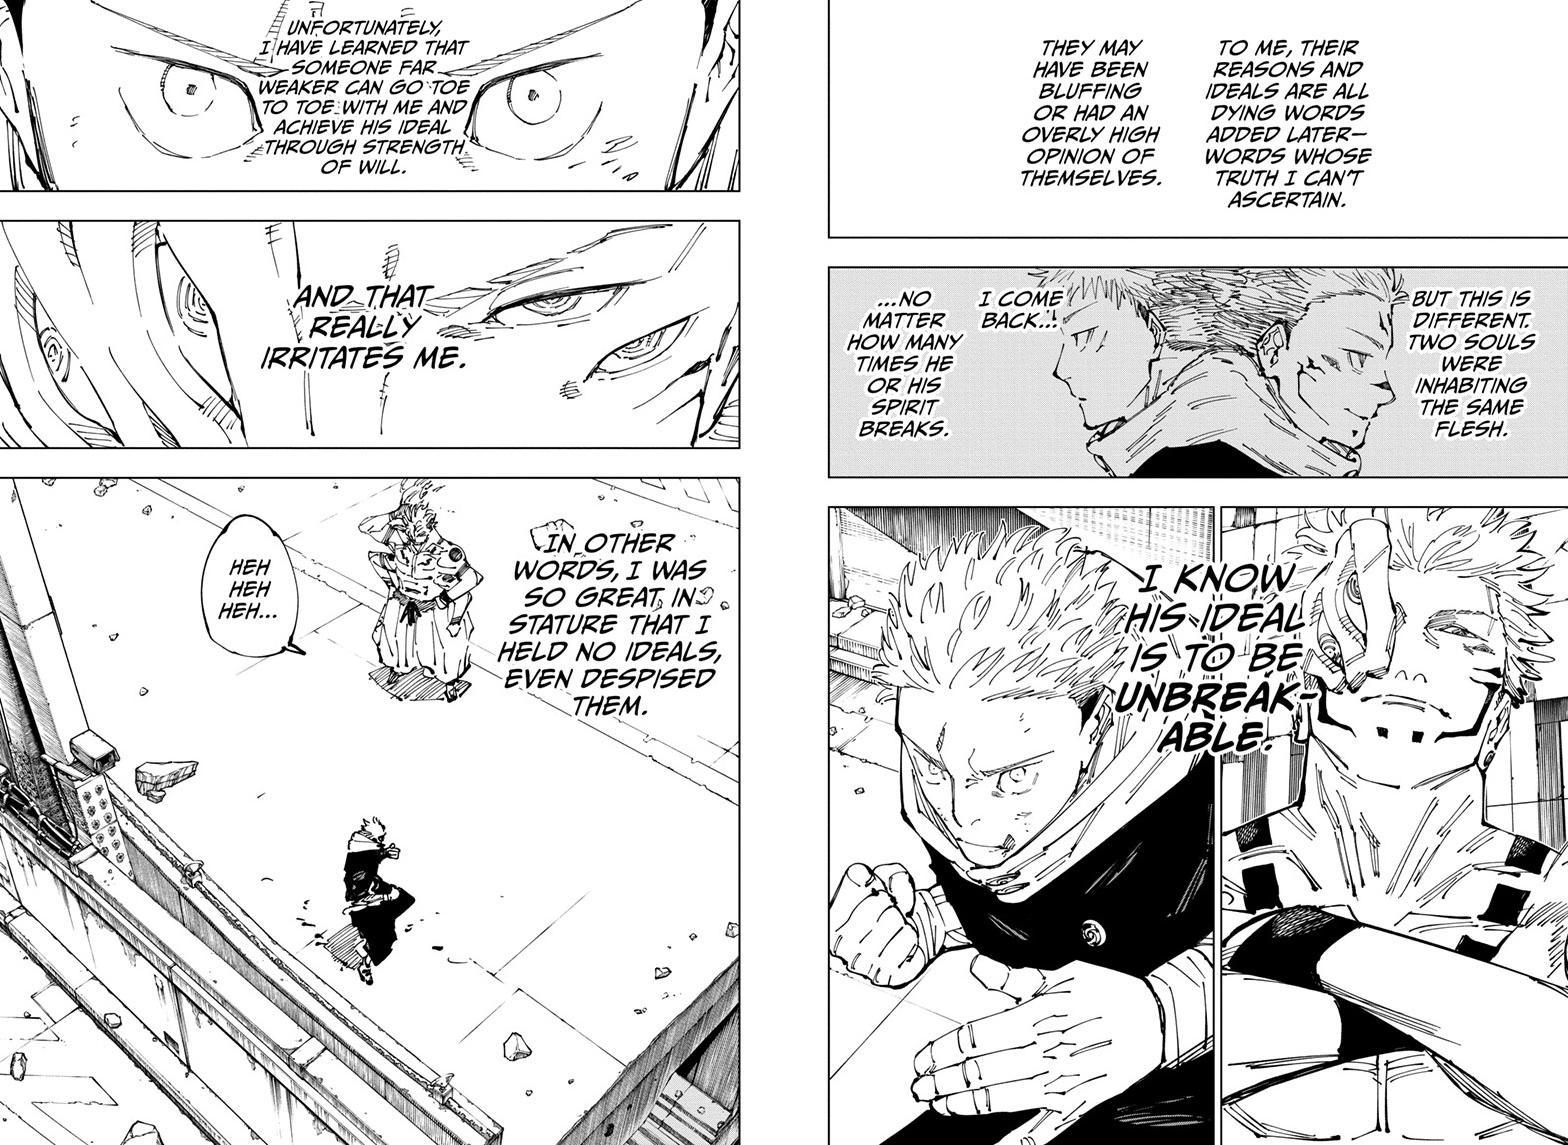 TO ME, THEIR
REASONS AND
IDEALS ARE ALL
DYING WORDS
ADDED LATER—
WORDS WHOSE
TRUTH I CAN'T
ASCERTAIN.
THEY MAY
HAVE BEEN
BLUFFING
OR HAD AN
OVERLY HIGH
OPINION OF
THEMSELVES.
BUT THIS IS
DIFFERENT.
TWO SOULS
WERE
INHABITING
THE SAME
FLESH.
I COME
BACK...
...NO
MATTER
HOW MANY
TIMES HE
OR HIS
SPIRIT
BREAKS.
I KNOW
HIS IDEAL
IS TO BE
UNBREAK-
ABLE.
UNFORTUNATELY,
I HAVE LEARNED THAT
SOMEONE FAR
WEAKER CAN GO TOE
TO TOE WITH ME AND
ACHIEVE HIS IDEAL
THROUGH STRENGTH
OF WILL.
AND THAT
REALLY
IRRITATES ME.
IN OTHER
WORDS, I WAS
SO GREAT IN
STATURE THAT I
HELD NO IDEALS,
EVEN DESPISED
THEM.
HEH
HEH
HEH...